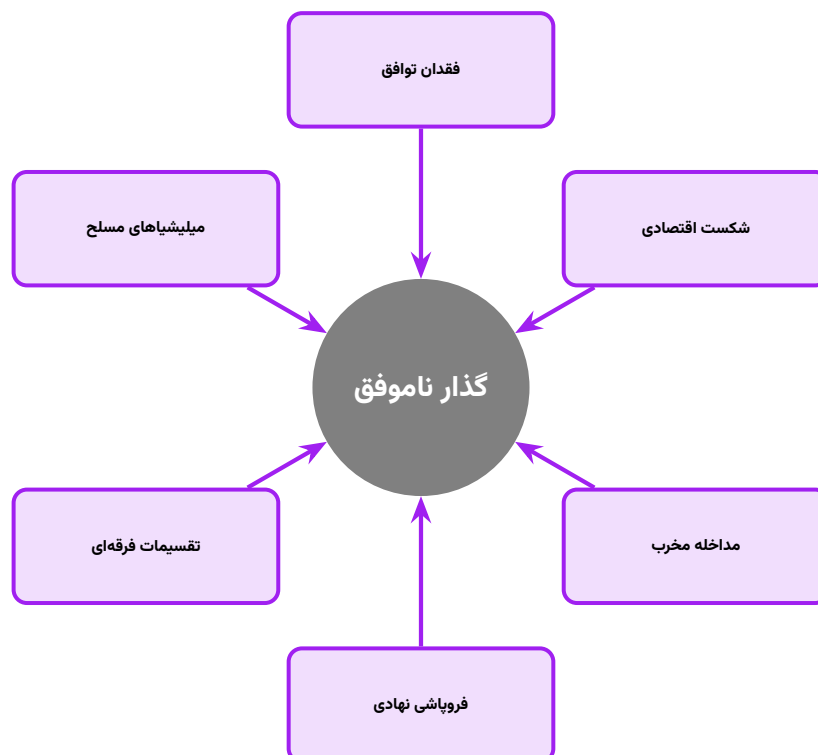 فقدان توافق
شکست اقتصادی
میلیشیاهای مسلح
گذار ناموفق
مداخله مخرب
تقسیمات فرقه‌ای
فروپاشی نهادی